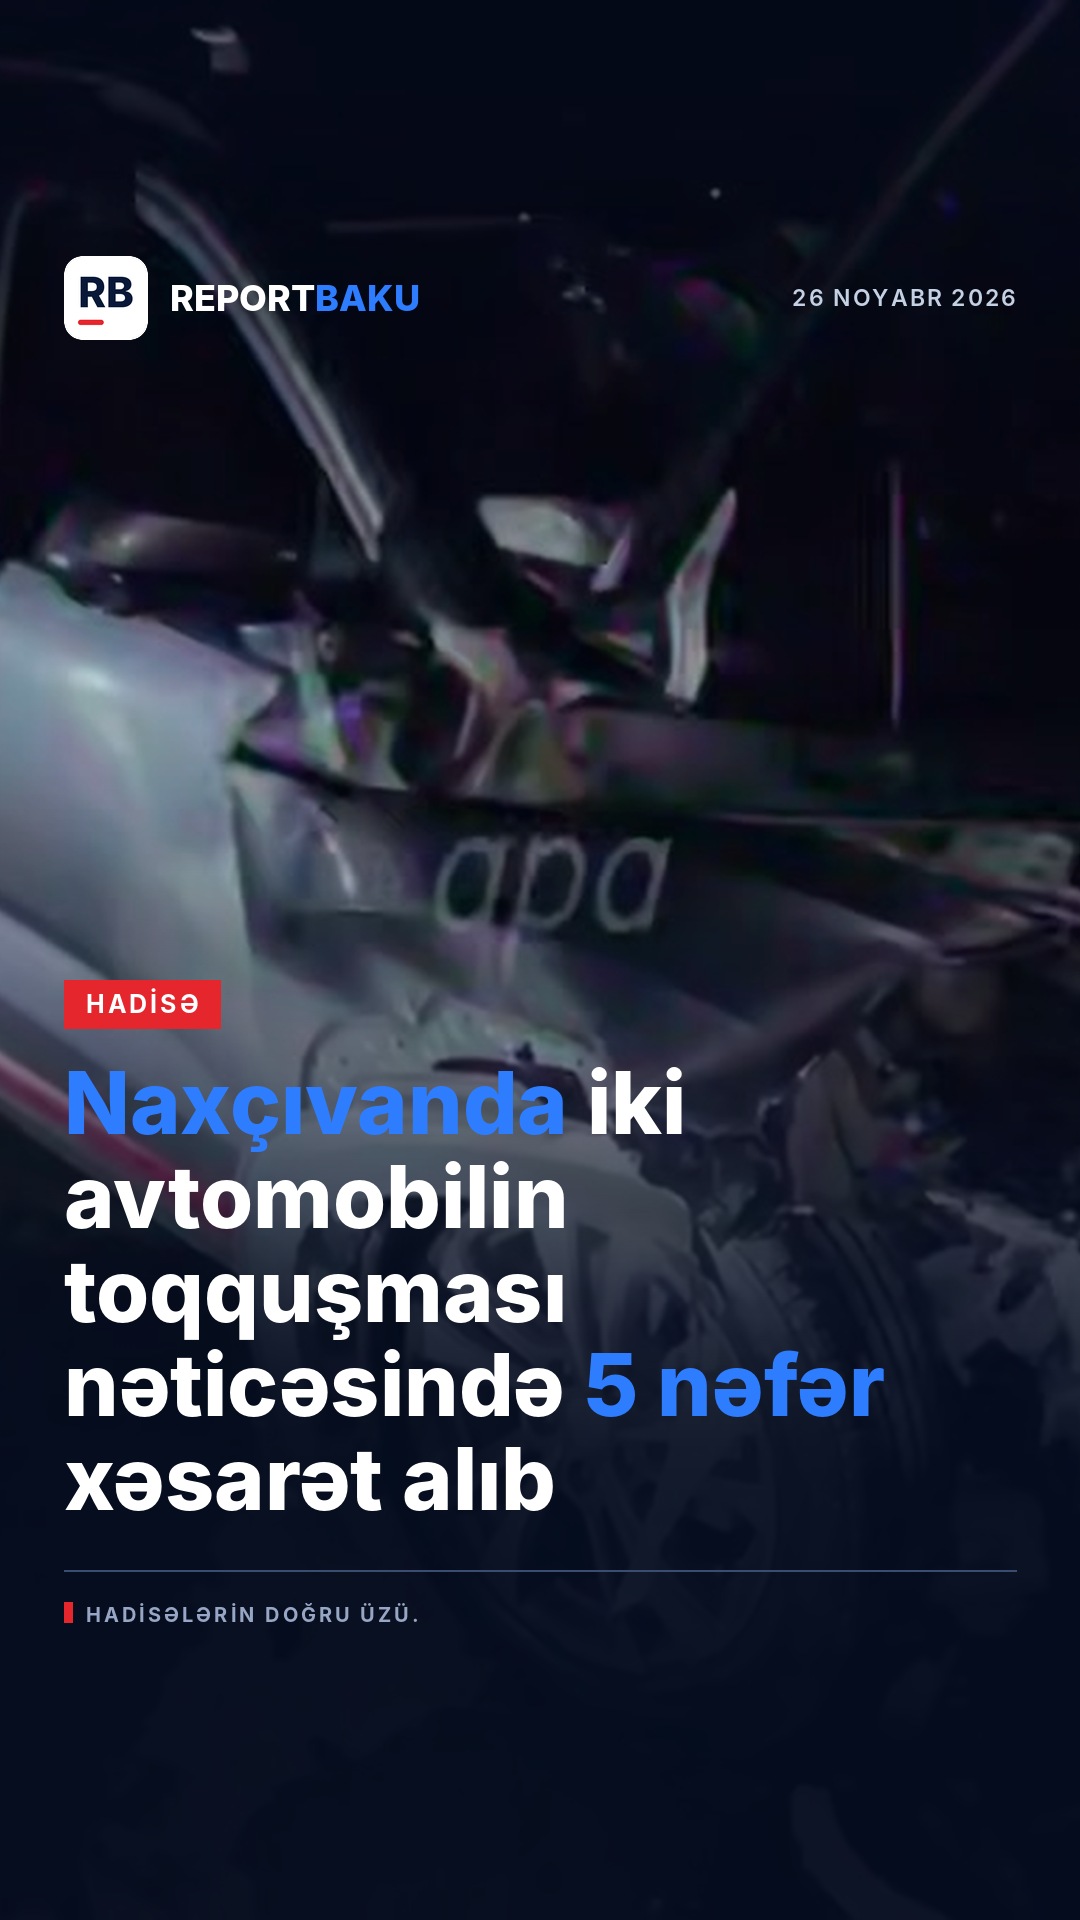 RB
REPORTBAKU
26 NOYABR 2026
apa
HADİSƏ
Naxçıvanda iki
avtomobilin
toqquşması
nəticəsində 5 nəfər
xəsarət alıb
HADİSƏLƏRİN DOĞRU ÜZÜ.